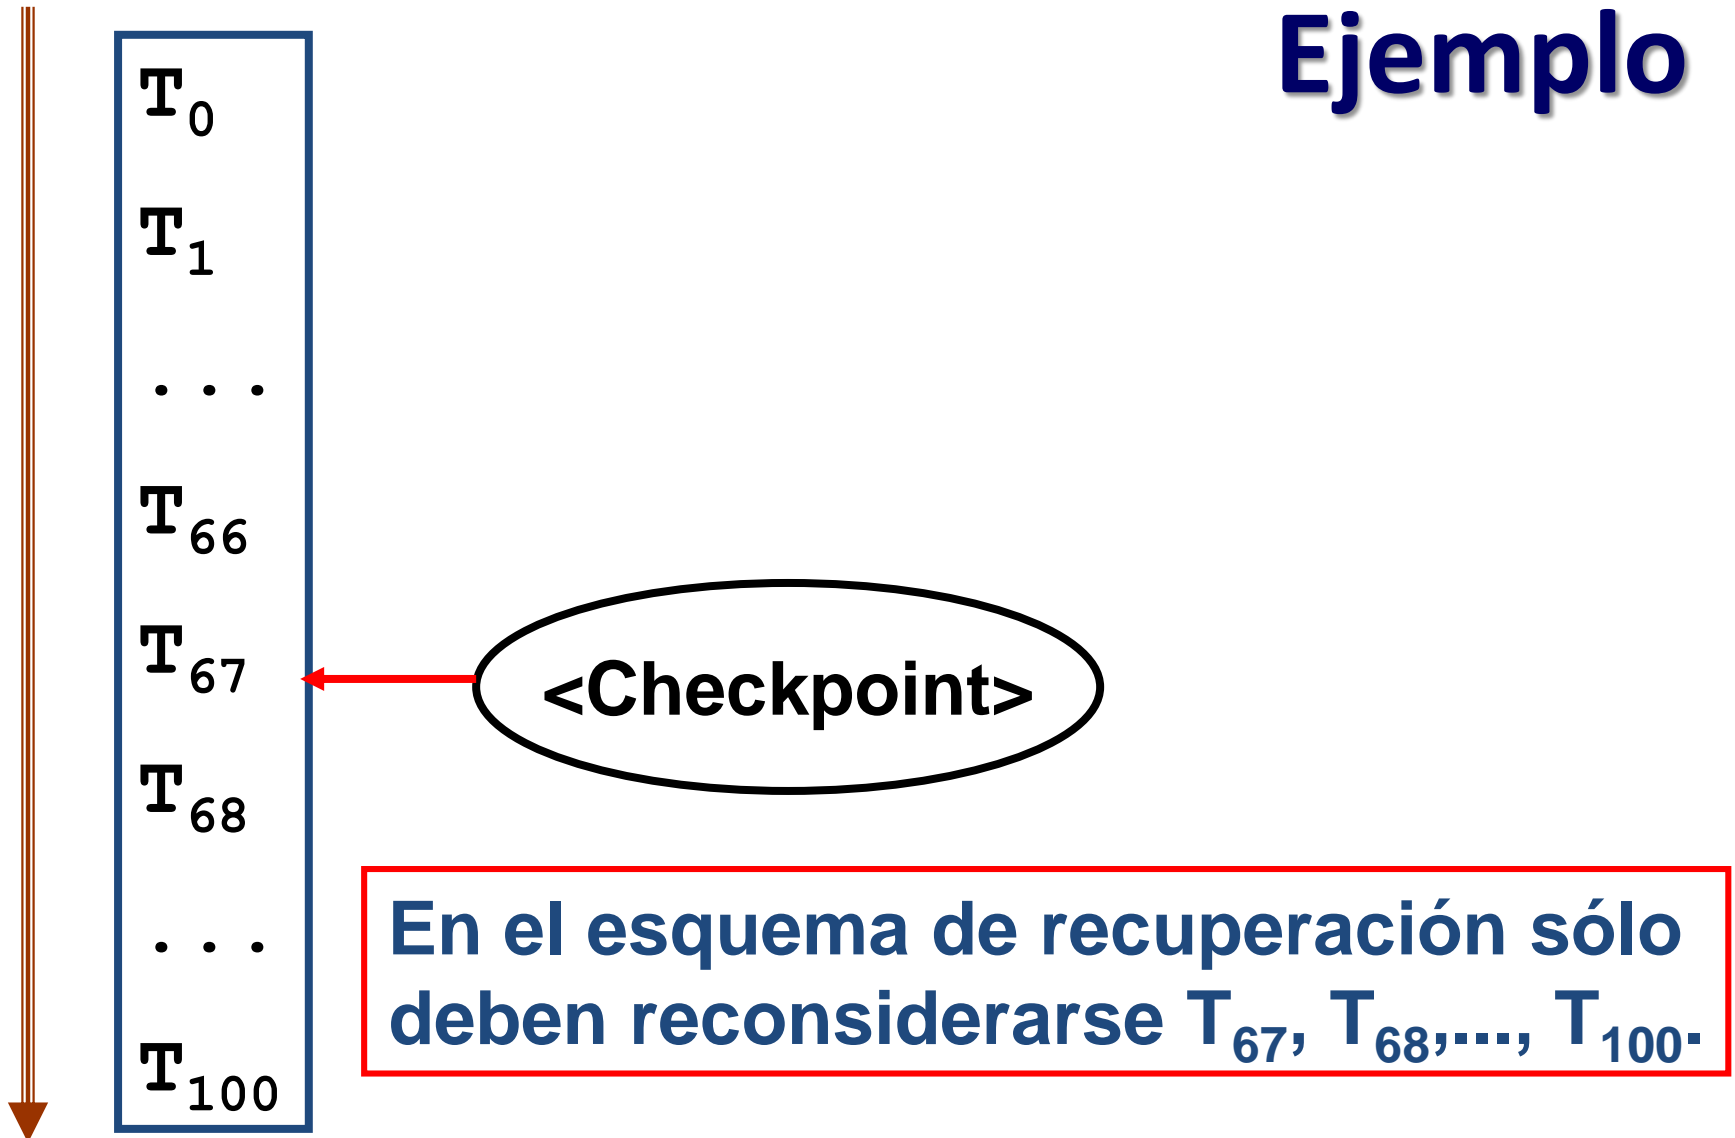 Ejemplo
T₀
T₁
...
T₆₆
T₆₇
<Checkpoint>
T₆₈
...
T₁₀₀
En el esquema de recuperación sólo
deben reconsiderarse T₆₇, T₆₈,..., T₁₀₀.